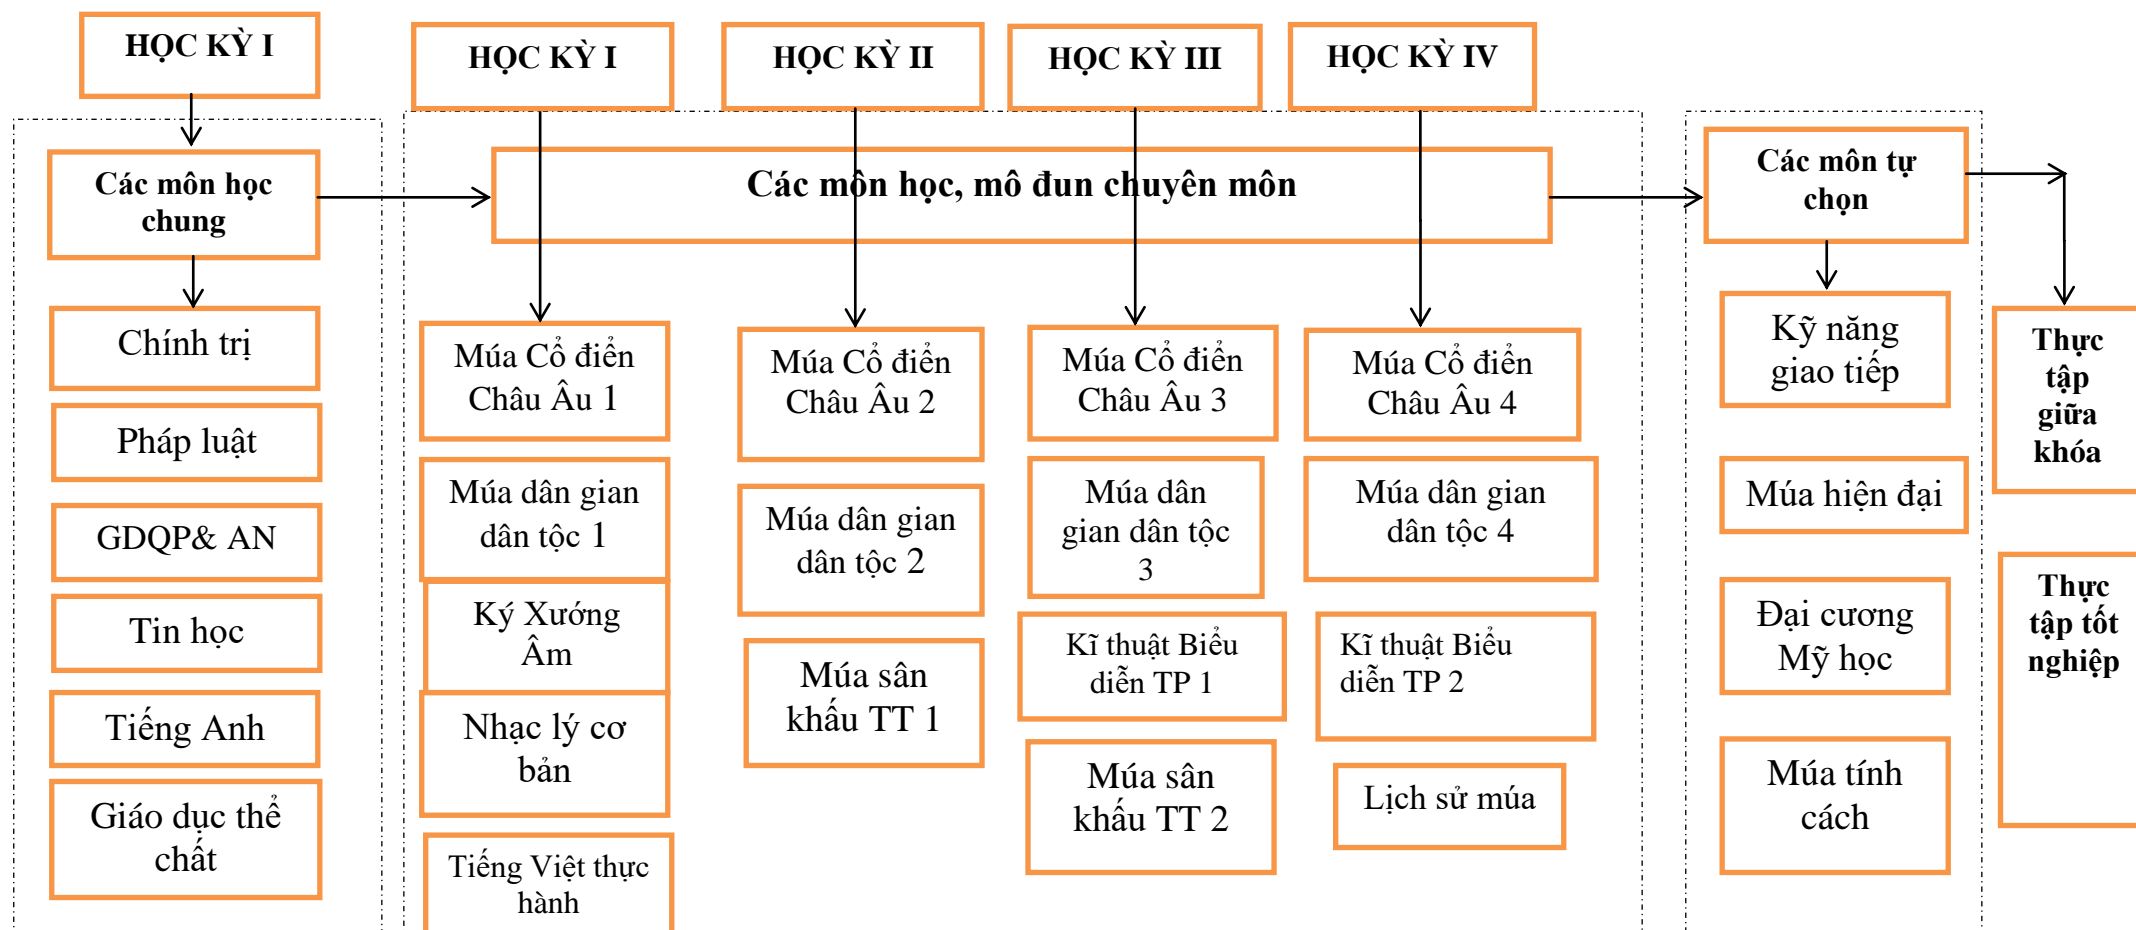 HỌC KỲ I
HỌC KỲ I
HỌC KỲ II
HỌC KỲ III
HỌC KỲ IV
Các môn học
chung
Các môn học, mô đun chuyên môn
Các môn tự
chọn
Chính trị
Pháp luật
GDQP& AN
Tin học
Tiếng Anh
Giáo dục thể
chất
Múa Cổ điển
Châu Âu 1
Múa dân gian
dân tộc 1
Ký Xướng
Âm
Nhạc lý cơ
bản
Tiếng Việt thực
hành
Múa Cổ điển
Châu Âu 2
Múa dân gian
dân tộc 2
Múa sân
khấu TT 1
Múa Cổ điển
Châu Âu 3
Múa dân
gian dân tộc
3
Kĩ thuật Biểu
diễn TP 1
Múa sân
khấu TT 2
Múa Cổ điển
Châu Âu 4
Múa dân gian
dân tộc 4
Kĩ thuật Biểu
diễn TP 2
Lịch sử múa
Kỹ năng
giao tiếp
Múa hiện đại
Đại cương
Mỹ học
Múa tính
cách
Thực
tập
giữa
khóa
Thực
tập tốt
nghiệp